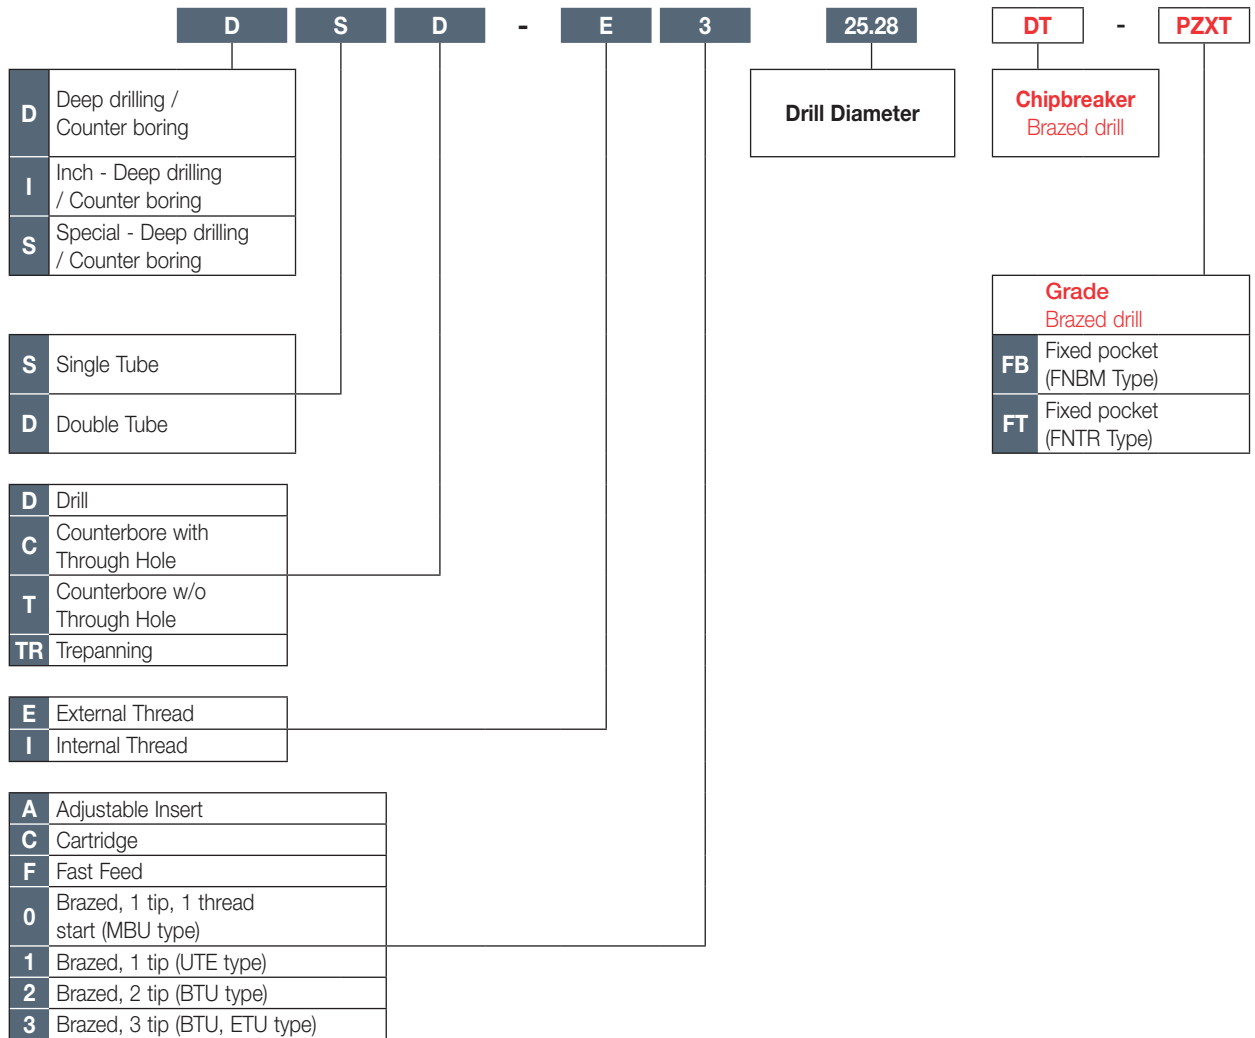 D S D - E 3 25.28 DT - PZXT
D Deep drilling /
Counter boring
I Inch - Deep drilling
/ Counter boring
S Special - Deep drilling
/ Counter boring
Drill Diameter
Chipbreaker
Brazed drill
Grade
Brazed drill
FB Fixed pocket
(FNBM Type)
FT Fixed pocket
(FNTR Type)
S Single Tube
D Double Tube
D Drill
C Counterbore with
Through Hole
T Counterbore w/o
Through Hole
TR Trepanning
E External Thread
I Internal Thread
A Adjustable Insert
C Cartridge
F Fast Feed
0 Brazed, 1 tip, 1 thread
start (MBU type)
1 Brazed, 1 tip (UTE type)
2 Brazed, 2 tip (BTU type)
3 Brazed, 3 tip (BTU, ETU type)